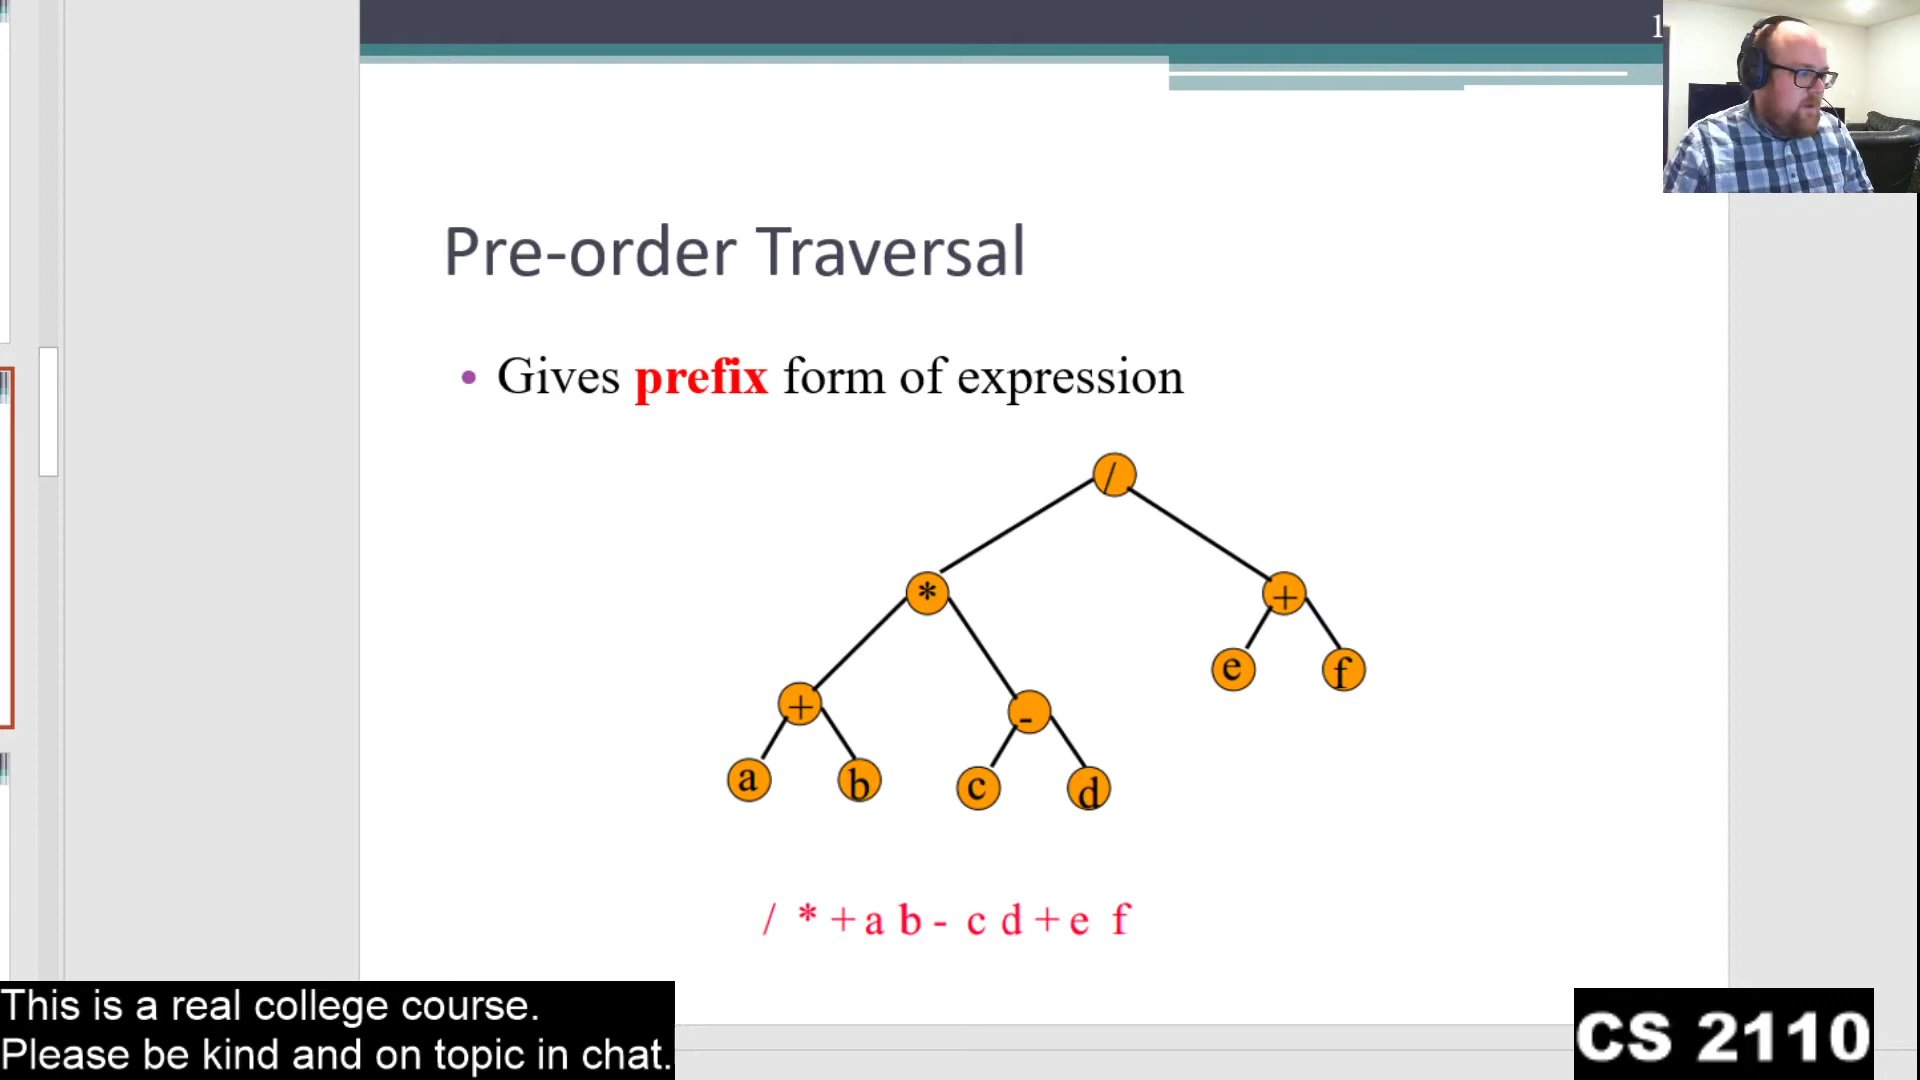 1
Pre-order Traversal
• Gives prefix form of expression
/
*
+
+
-
e
f
a
b
c
d
/ * + a b - c d + e f
This is a real college course.
Please be kind and on topic in chat.
CS 2110